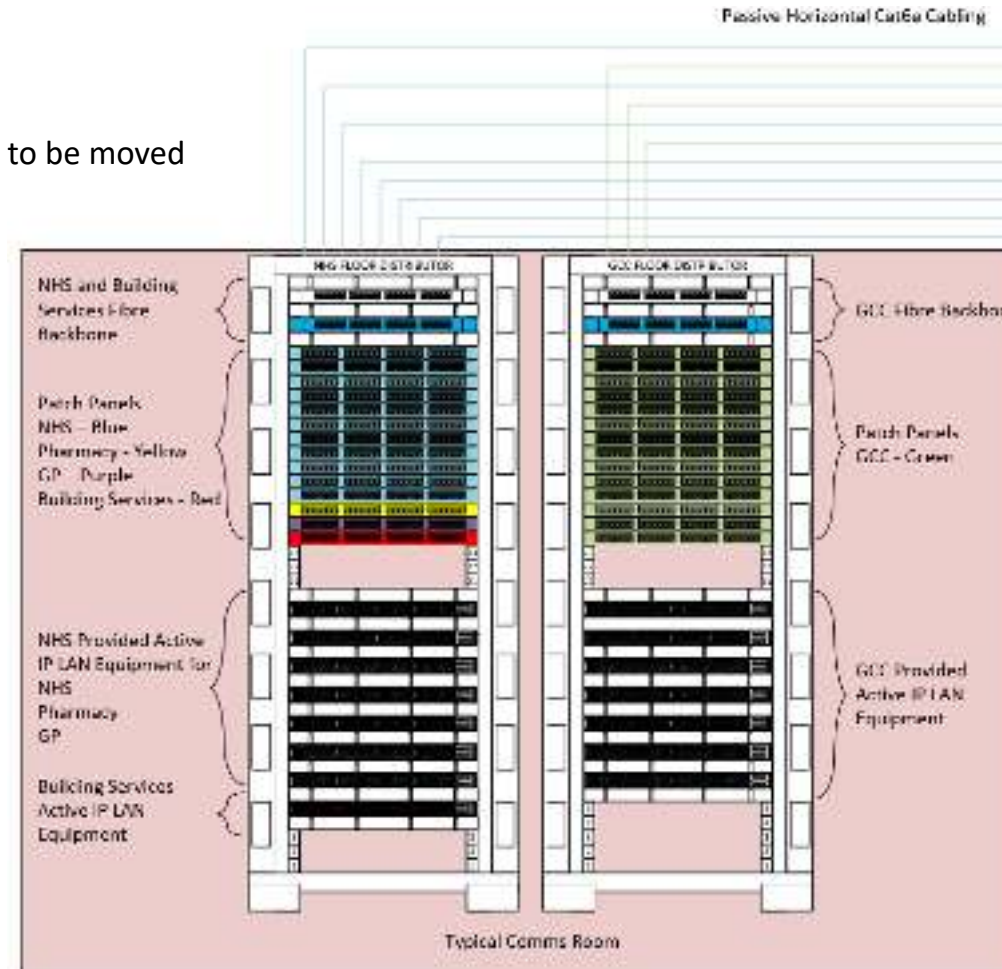 Passive Horizontal Cat6a Cabling
to be moved
NHS FLOOR DISTRIBUTOR
GCC FLOOR DISTRIBUTOR
NHS and Building
Services Fibre
Backbone
GCC Fibre Backbon
Patch Panels
NHS - Blue
Pharmacy - Yellow
GP - Purple
Building Services - Red
Patch Panels
GCC - Green
NHS Provided Active
IP LAN Equipment for
NHS
Pharmacy
GP
GCC Provided
Active IP LAN
Equipment
Building Services
Active IP LAN
Equipment
Typical Comms Room